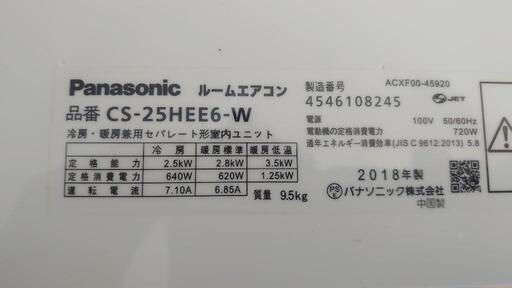 Panasonic ルームエアコン
品番 CS-25HEE6-W
冷房・暖房兼用セパレート形室内ユニット
冷房 暖房標準 暖房低温
定格能力 2.5kW 2.8kW 3.5kW
定格消費電力 640W 620W 1.25kW
運転電流 7.10A 6.85A
質量 9.5kg
ACXF00-45920
製造番号
4546108245
JET
電源 100V 50/60Hz
電動機の定格消費電力 720W
通年エネルギー消費効率(JIS C 9612:2013) 5.8
2018年製
PSE パナソニック株式会社
中国製